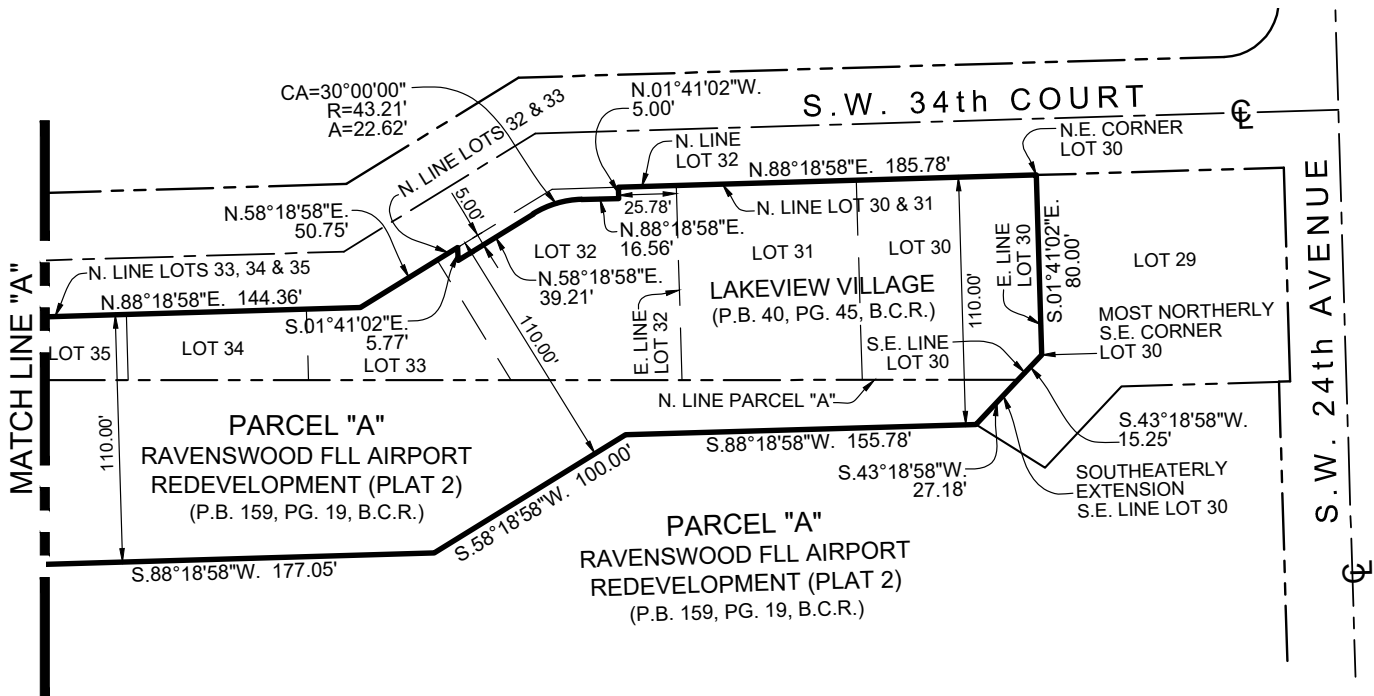 CA=30°00'00"
R=43.21'
A=22.62'
N. LINE LOTS 32 & 33
N.01°41'02"W.
5.00'
S.W. 34th COURT
CL
N. LINE
LOT 32
N.88°18'58"E. 185.78'
N.E. CORNER
LOT 30
N.58°18'58"E.
50.75'
5.00'
25.78'
N. LINE LOT 30 & 31
N.88°18'58"E.
16.56'
LOT 32
LOT 31
LOT 30
E. LINE
LOT 30
S.01°41'02"E.
80.00'
LOT 29
N. LINE LOTS 33, 34 & 35
N.88°18'58"E. 144.36'
N.58°18'58"E.
39.21'
LAKEVIEW VILLAGE
(P.B. 40, PG. 45, B.C.R.)
110.00'
MOST NORTHERLY
S.E. CORNER
LOT 30
S.01°41'02"E.
5.77'
110.00'
E. LINE
LOT 32
S.E. LINE
LOT 30
LOT 35
LOT 34
LOT 33
N. LINE PARCEL "A"
MATCH LINE "A"
110.00'
PARCEL "A"
RAVENSWOOD FLL AIRPORT
REDEVELOPMENT (PLAT 2)
(P.B. 159, PG. 19, B.C.R.)
S.88°18'58"W. 155.78'
S.43°18'58"W.
15.25'
S.43°18'58"W.
27.18'
SOUTHEATERLY
EXTENSION
S.E. LINE LOT 30
S.58°18'58"W. 100.00'
S.88°18'58"W. 177.05'
PARCEL "A"
RAVENSWOOD FLL AIRPORT
REDEVELOPMENT (PLAT 2)
(P.B. 159, PG. 19, B.C.R.)
S.W. 24th AVENUE
CL